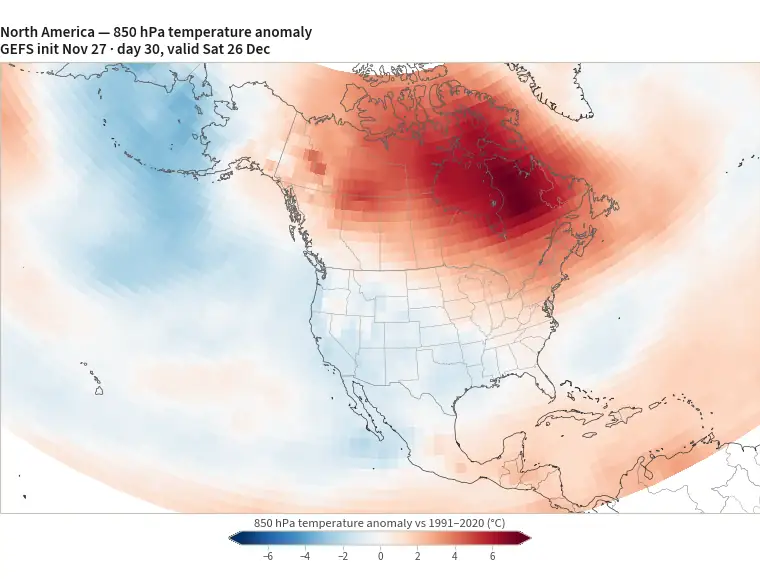 North America — 850 hPa temperature anomaly
GEFS init Nov 27 · day 30, valid Sat 26 Dec
850 hPa temperature anomaly vs 1991–2020 (°C)
−6 −4 −2 0 2 4 6